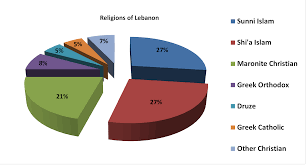 Religions of Lebanon
27%
27%
21%
8%
5%
5%
7%
Sunni Islam
Shi'a Islam
Maronite Christian
Greek Orthodox
Druze
Greek Catholic
Other Christian